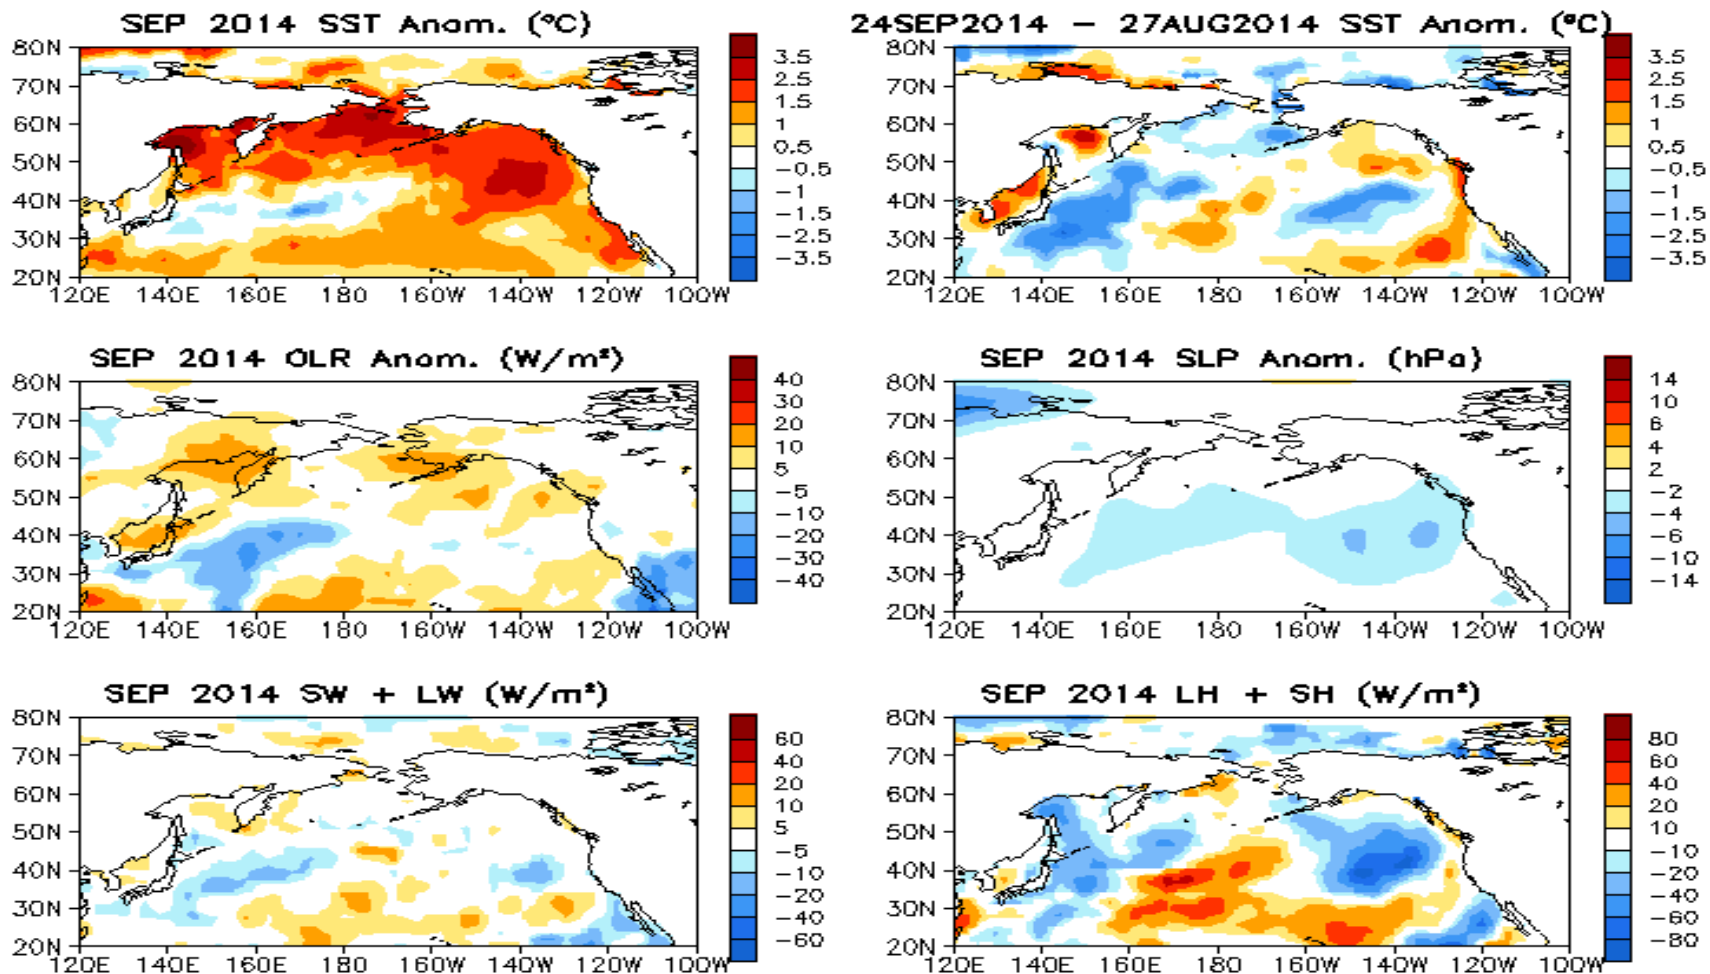 SEP 2014 SST Anom. (°C)
80N
70N
60N
50N
40N
30N
20N
120E 140E 160E 180 160W 140W 120W 100W
3.5
2.5
1.5
1
0.5
-0.5
-1
-1.5
-2.5
-3.5
24SEP2014 - 27AUG2014 SST Anom. (°C)
80N
70N
60N
50N
40N
30N
20N
120E 140E 160E 180 160W 140W 120W 100W
3.5
2.5
1.5
1
0.5
-0.5
-1
-1.5
-2.5
-3.5
SEP 2014 OLR Anom. (W/m²)
80N
70N
60N
50N
40N
30N
20N
120E 140E 160E 180 160W 140W 120W 100W
40
30
20
10
5
-5
-10
-20
-30
-40
SEP 2014 SLP Anom. (hPa)
80N
70N
60N
50N
40N
30N
20N
120E 140E 160E 180 160W 140W 120W 100W
14
10
6
4
2
-2
-4
-6
-10
-14
SEP 2014 SW + LW (W/m²)
80N
70N
60N
50N
40N
30N
20N
120E 140E 160E 180 160W 140W 120W 100W
60
40
20
10
5
-5
-10
-20
-40
-60
SEP 2014 LH + SH (W/m²)
80N
70N
60N
50N
40N
30N
20N
120E 140E 160E 180 160W 140W 120W 100W
80
60
40
20
10
-10
-20
-40
-60
-80